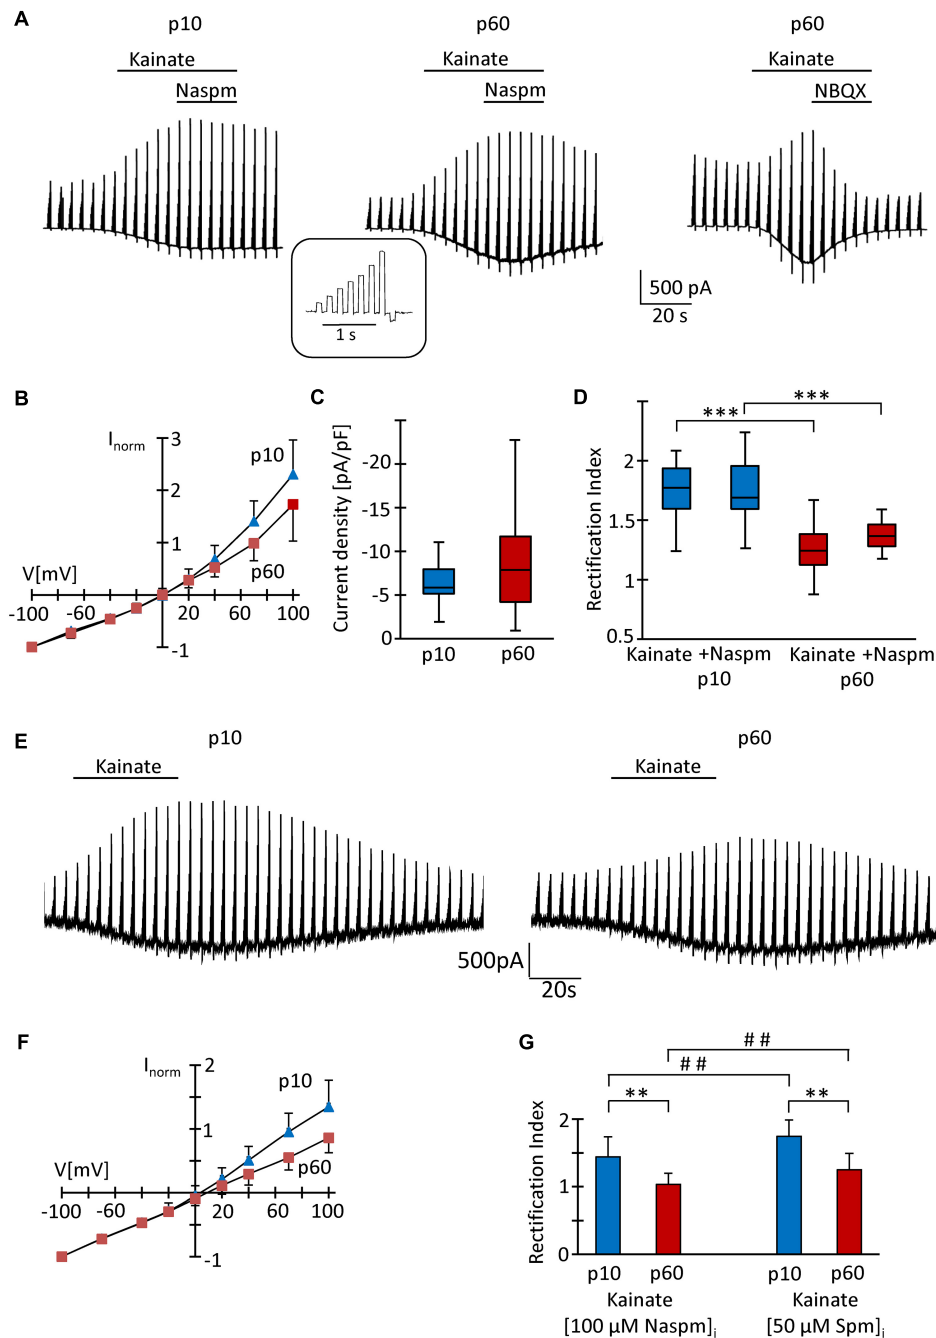 A
p10
p60
p60
Kainate
Kainate
Kainate
Naspm
Naspm
NBQX
1 s
500 pA
20 s
B
I norm
3
2
1
-1
p10
p60
V[mV]
-100 -60 20 60 100
C
Current density [pA/pF]
-20
-15
-10
-5
0
p10 p60
D
Rectification Index
2
1.5
1
0.5
***
***
Kainate +Naspm Kainate +Naspm
p10 p60
E
p10
p60
Kainate
Kainate
500pA
20s
F
I norm
2
1
-1
p10
p60
V[mV]
-100 -60 20 60 100
G
Rectification Index
2
1
0
# #
# #
**
**
p10 p60 p10 p60
Kainate Kainate
[100 µM Naspm]i [50 µM Spm]i